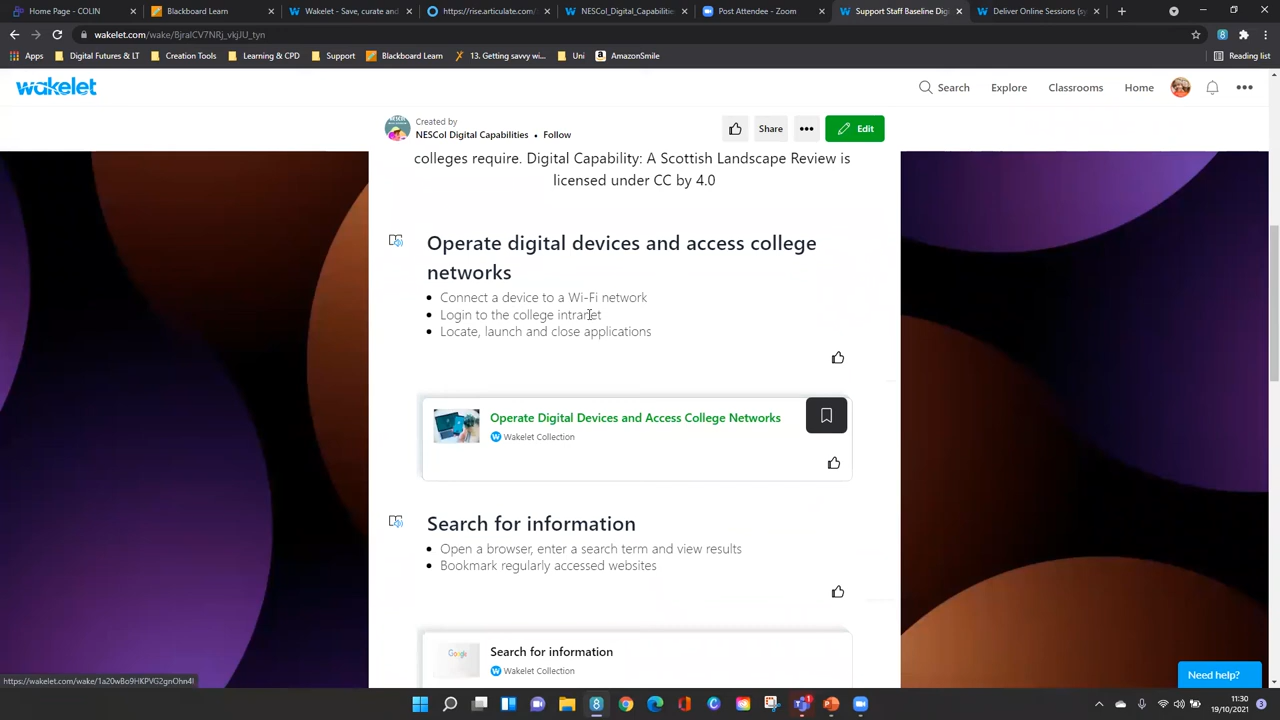 Home Page - COLIN
Blackboard Learn
Wakelet - Save, curate and
https://rise.articulate.com/
NESCol_Digital_Capabilitie
Post Attendee - Zoom
Support Staff Baseline Dig
Deliver Online Sessions (sy
wakelet.com/wake/BjralCV7NRj_vkjJU_tyn
Apps
Digital Futures & LT
Creation Tools
Learning & CPD
Support
Blackboard Learn
13. Getting savvy wi...
Uni
AmazonSmile
Reading list
wakelet
Search
Explore
Classrooms
Home
Created by
NESCol Digital Capabilities • Follow
Share
Edit
colleges require. Digital Capability: A Scottish Landscape Review is
licensed under CC by 4.0
Operate digital devices and access college
networks
• Connect a device to a Wi-Fi network
• Login to the college intranet
• Locate, launch and close applications
Operate Digital Devices and Access College Networks
Wakelet Collection
Search for information
• Open a browser, enter a search term and view results
• Bookmark regularly accessed websites
Google
Search for information
Wakelet Collection
Need help?
https://wakelet.com/wake/1a20wBo9HKPVG2gnOhn4l
11:30
19/10/2021